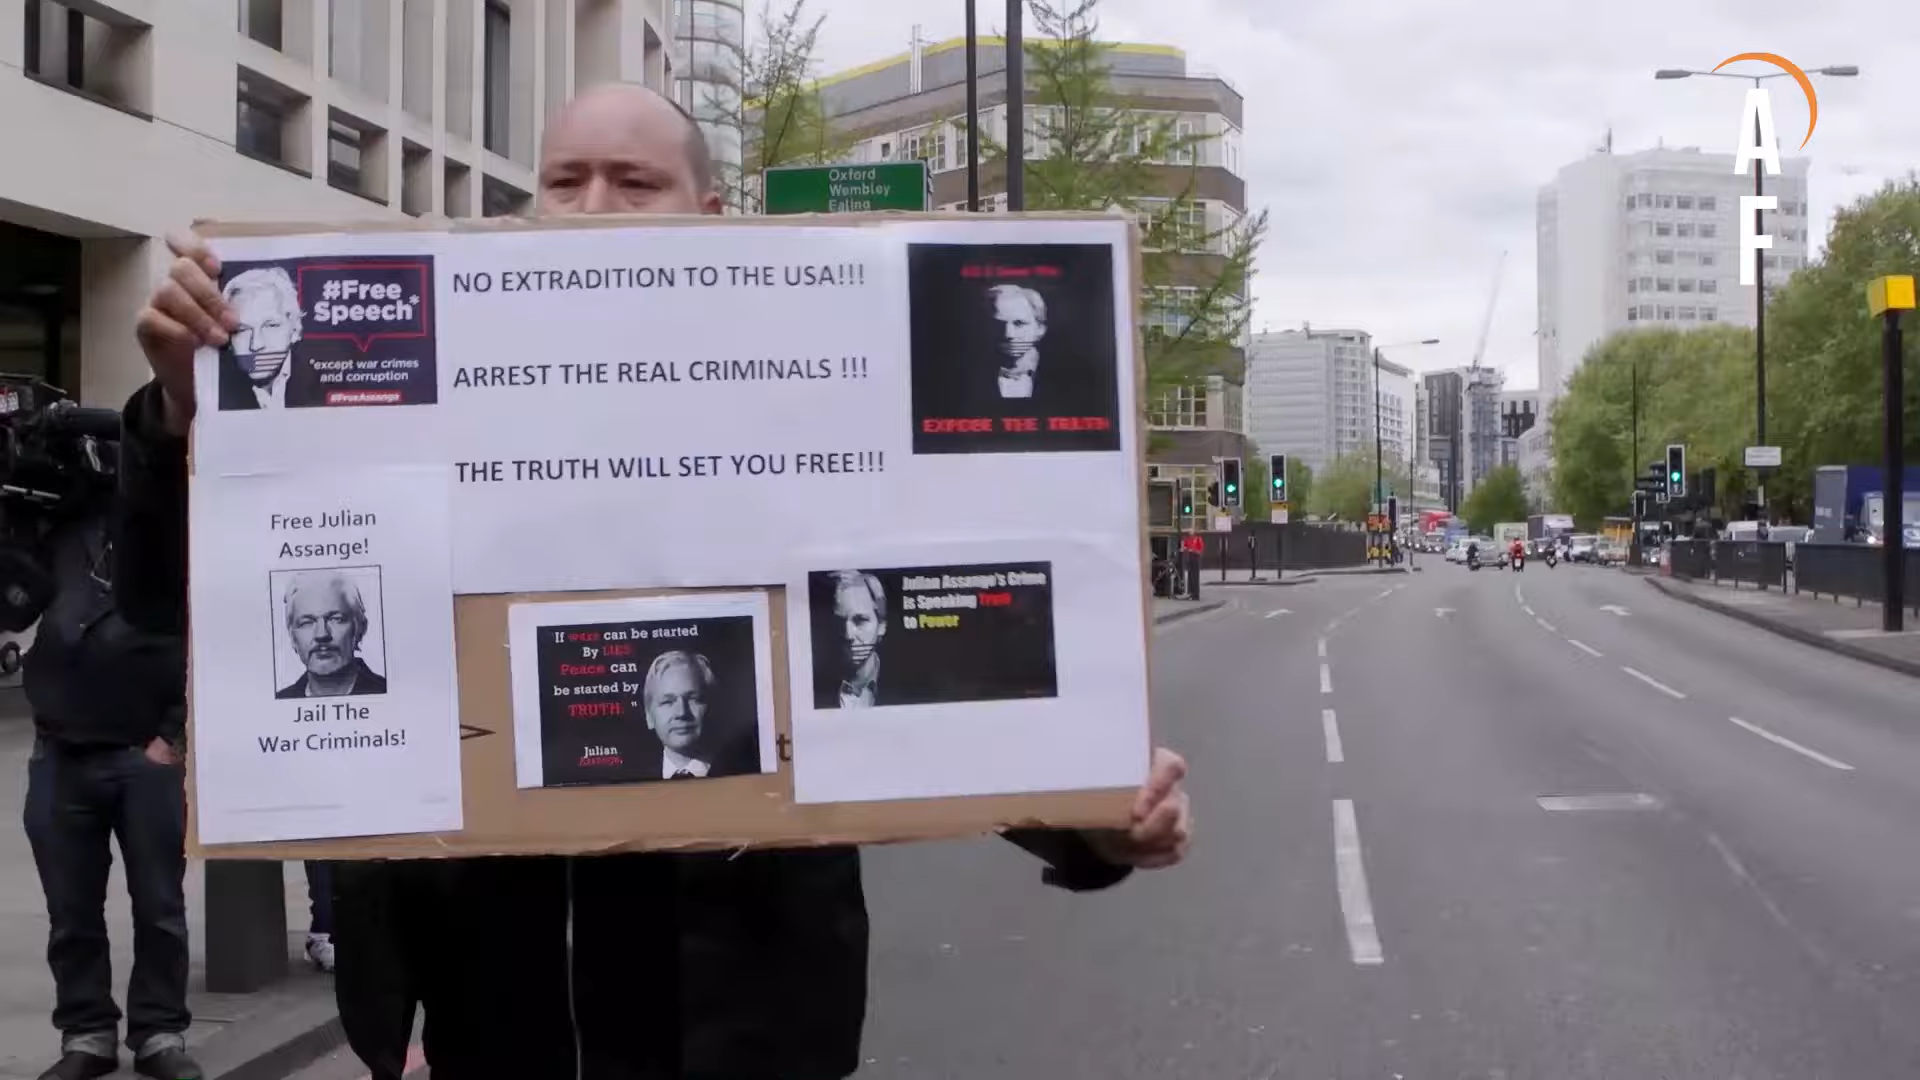 A
F
Oxford
Wembley
Ealing
#Free
Speech*
*except war crimes
and corruption
#FreeAssange
NO EXTRADITION TO THE USA!!!
ARREST THE REAL CRIMINALS !!!
THE TRUTH WILL SET YOU FREE!!!
EXPOSE THE TRUTH
Free Julian
Assange!
Jail The
War Criminals!
If wars can be started
By LIES
Peace can
be started by
TRUTH. "
Julian
Assange.
Julian Assange's Crime
is Speaking Truth
to Power